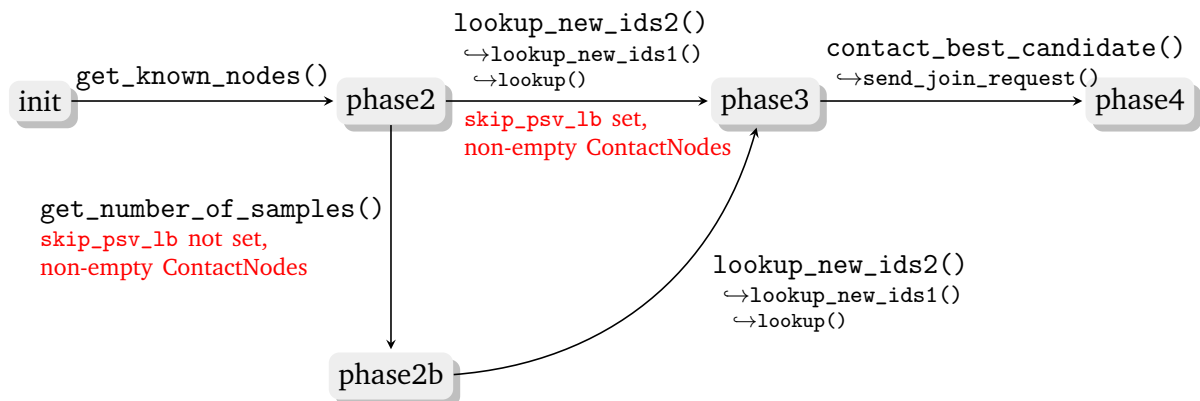 lookup_new_ids2()
↪lookup_new_ids1()
↪lookup()
contact_best_candidate()
↪send_join_request()
get_known_nodes()
init
phase2
phase3
phase4
skip_psv_lb set,
non-empty ContactNodes
get_number_of_samples()
skip_psv_lb not set,
non-empty ContactNodes
lookup_new_ids2()
↪lookup_new_ids1()
↪lookup()
phase2b